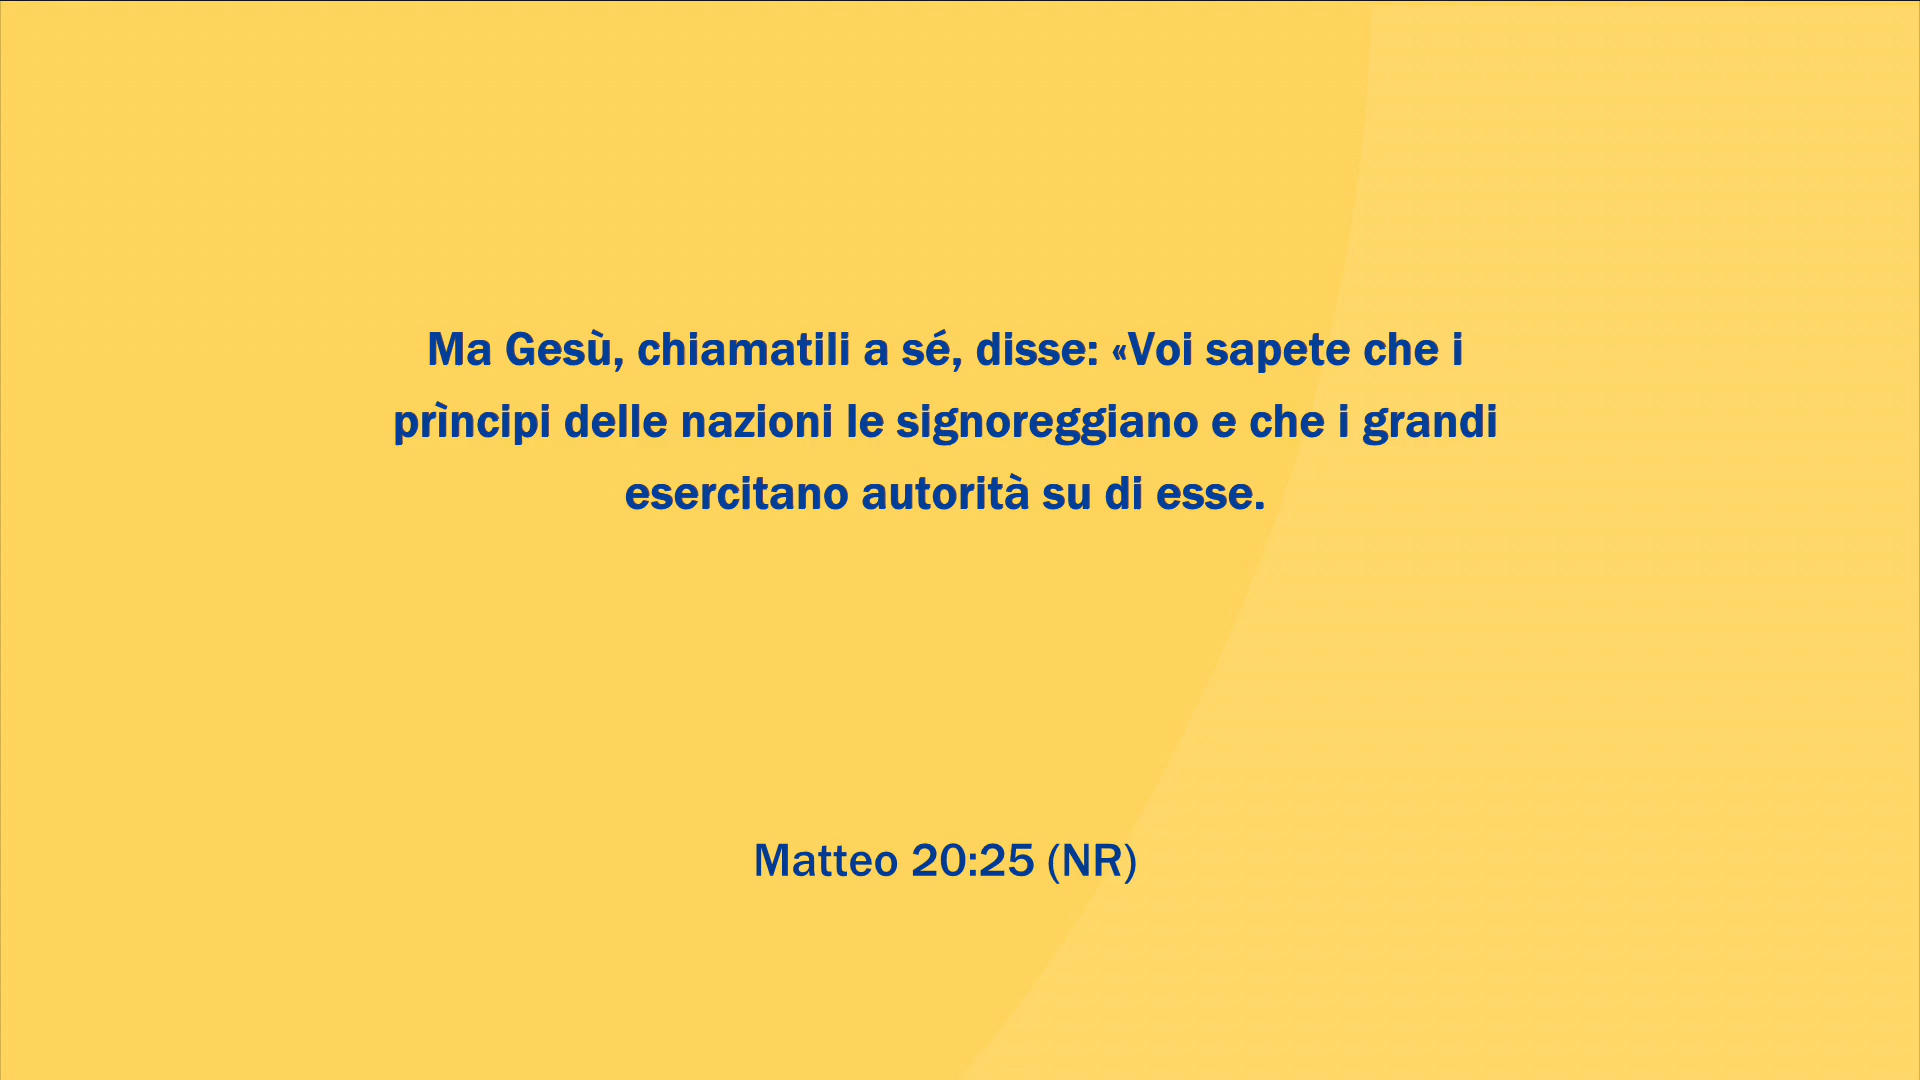 Ma Gesù, chiamatili a sé, disse: «Voi sapete che i
prìncipi delle nazioni le signoreggiano e che i grandi
esercitano autorità su di esse.
Matteo 20:25 (NR)